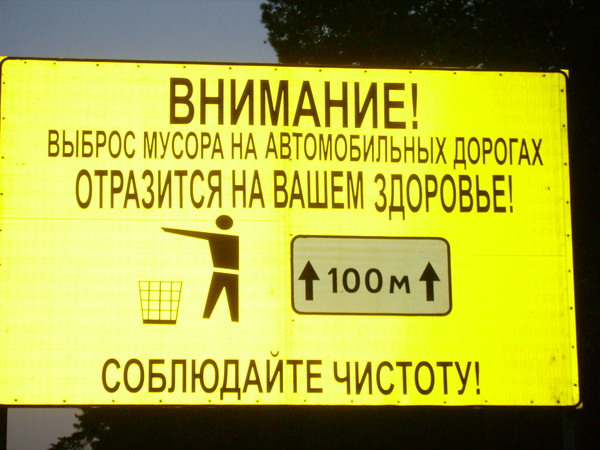 ВНИМАНИЕ!
ВЫБРОС МУСОРА НА АВТОМОБИЛЬНЫХ ДОРОГАХ
ОТРАЗИТСЯ НА ВАШЕМ ЗДОРОВЬЕ!
100м
СОБЛЮДАЙТЕ ЧИСТОТУ!